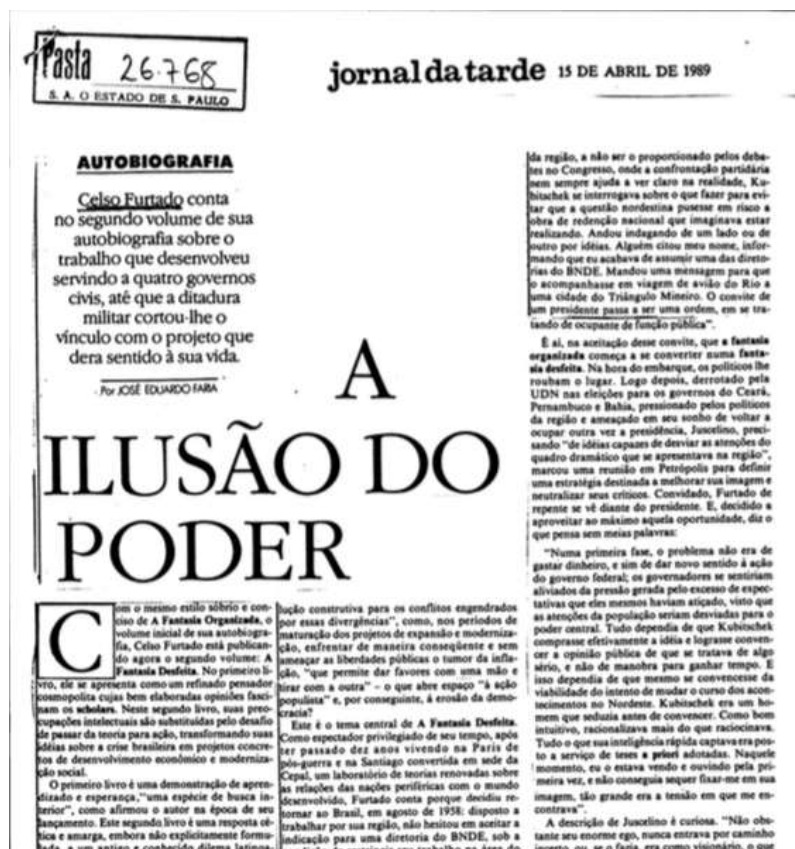 Pasta 26.768
S. A. O ESTADO DE S. PAULO
jornal da tarde 15 DE ABRIL DE 1989
AUTOBIOGRAFIA
Celso Furtado conta
no segundo volume de sua
autobiografia sobre o
trabalho que desenvolveu
servindo a quatro governos
civis, até que a ditadura
militar cortou-lhe o
vínculo com o projeto que
dera sentido à sua vida.
Por JOSÉ EDUARDO FARIA
A
ILUSÃO DO
PODER
Com o mesmo estilo sóbrio e con-
ciso de A Fantasia Organizada, o
volume inicial de sua autobiogra-
fia, Celso Furtado está publican-
do agora o segundo volume: A
Fantasia Desfeita. No primeiro li-
vro, ele se apresenta como um refinado pensador
cosmopolita cujas bem elaboradas opiniões fasci-
nam os scholars. Neste segundo livro, suas preo-
cupações intelectuais são substituídas pelo desafio
de passar da teoria para ação, transformando suas
idéias sobre a crise brasileira em projetos concre-
tos de desenvolvimento econômico e moderniza-
ção social.
O primeiro livro é uma demonstração de apren-
dizado e esperança, "uma espécie de busca in-
terior", como afirmou o autor na época de seu
lançamento. Este segundo livro é uma resposta cé-
tica e amarga, embora não explicitamente formu-
lada, a um antigo e conhecido dilema latino-
lução construtiva para os conflitos engendrados
por essas divergências", como, nos períodos de
maturação dos projetos de expansão e moderniza-
ção, enfrentar de maneira conseqüente e sem
ameaçar as liberdades públicas o tumor da infla-
ção, "que permite dar favores com uma mão e
tirar com a outra" – o que abre espaço "à ação
populista" e, por conseguinte, à erosão da demo-
cracia?
Este é o tema central de A Fantasia Desfeita.
Como espectador privilegiado de seu tempo, após
ter passado dez anos vivendo na Paris de
pós-guerra e na Santiago convertida em sede da
Cepal, um laboratório de teorias renovadas sobre
as relações das nações periféricas com o mundo
desenvolvido, Furtado conta porque decidiu re-
tornar ao Brasil, em agosto de 1958: disposto a
trabalhar por sua região, não hesitou em aceitar a
indicação para uma diretoria do BNDE, sob a
da região, a não ser o proporcionado pelos deba-
tes no Congresso, onde a confrontação partidária
nem sempre ajuda a ver claro na realidade, Ku-
bitschek se interrogava sobre o que fazer para evi-
tar que a questão nordestina pusesse em risco a
obra de redenção nacional que imaginava estar
realizando. Andou indagando de um lado ou de
outro por idéias. Alguém citou meu nome, infor-
mando que eu acabava de assumir uma das direto-
rias do BNDE. Mandou uma mensagem para que
o acompanhasse em viagem de avião do Rio a
uma cidade do Triângulo Mineiro. O convite de
um presidente passa a ser uma ordem, em se tra-
tando de ocupante de função pública".
É aí, na aceitação desse convite, que a fantasia
organizada começa a se converter numa fanta-
sia desfeita. Na hora do embarque, os políticos lhe
roubam o lugar. Logo depois, derrotado pela
UDN nas eleições para os governos do Ceará,
Pernambuco e Bahia, pressionado pelos políticos
da região e ameaçado em seu sonho de voltar a
ocupar outra vez a presidência, Juscelino, preci-
sando "de idéias capazes de desviar as atenções do
quadro dramático que se apresentava na região",
marcou uma reunião em Petrópolis para definir
uma estratégia destinada a melhorar sua imagem e
neutralizar seus críticos. Convidado, Furtado de
repente se vê diante do presidente. E, decidido a
aproveitar ao máximo aquela oportunidade, diz o
que pensa sem meias palavras:
"Numa primeira fase, o problema não era de
gastar dinheiro, e sim de dar novo sentido à ação
do governo federal; os governadores se sentiriam
aliviados da pressão gerada pelo excesso de expec-
tativas que eles mesmos haviam atiçado, visto que
as atenções da população seriam desviadas para o
poder central. Tudo dependia de que Kubitschek
comprasse efetivamente a idéia e lograsse conven-
cer a opinião pública de que se tratava de algo
sério, e não de manobra para ganhar tempo. E
isso dependia de que mesmo se convencesse da
viabilidade do intento de mudar o curso dos acon-
tecimentos no Nordeste. Kubitschek era um ho-
mem que seduzia antes de convencer. Como bom
intuitivo, racionalizava mais do que raciocinava.
Tudo o que sua inteligência rápida captava era pos-
to a serviço de teses a priori adotadas. Naquele
momento, eu o estava vendo e ouvindo pela pri-
meira vez, e não conseguia sequer fixar-me em sua
imagem, tão grande era a tensão em que me en-
contrava".
A descrição de Juscelino é curiosa. "Não obs-
tante seu enorme ego, nunca entrava por caminho